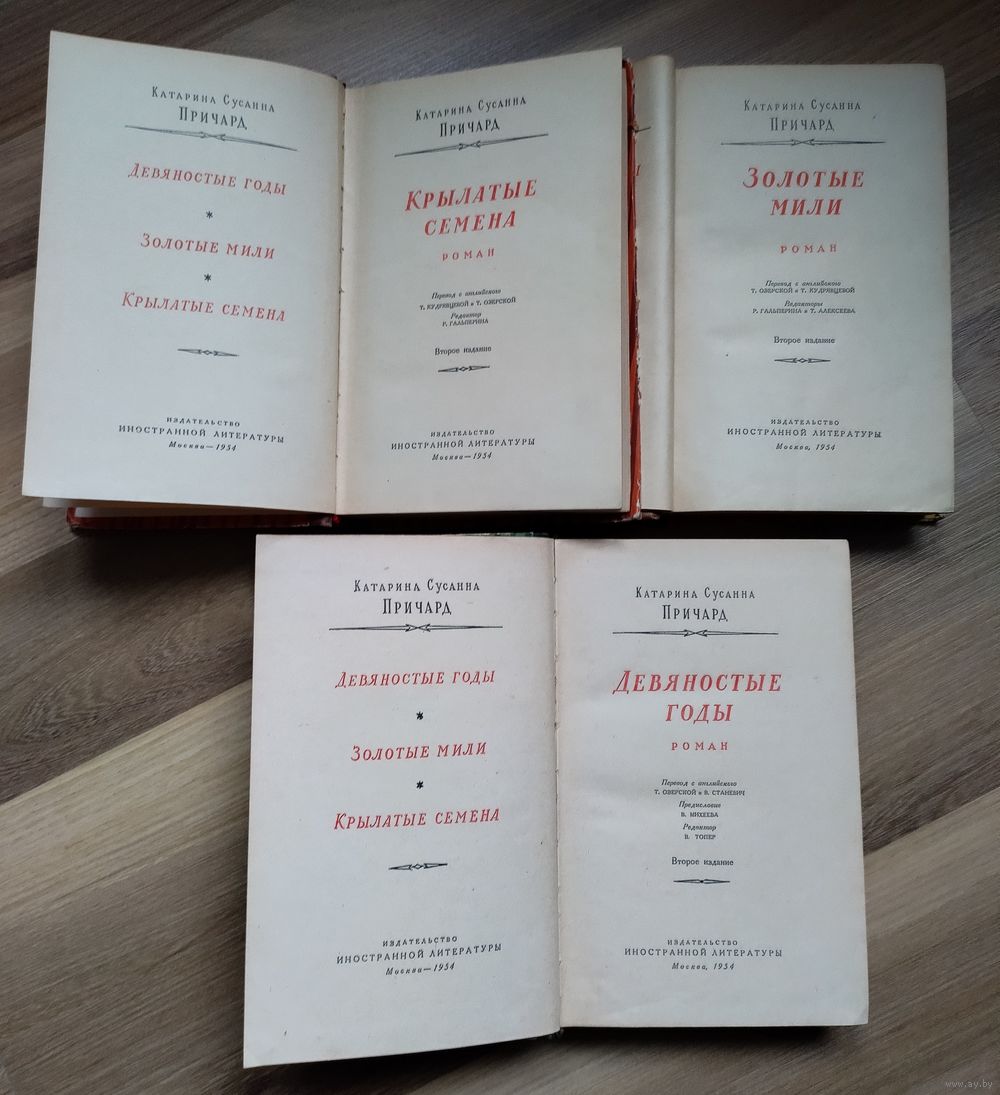 Катарина Сусанна
ПРИЧАРД
Девяностые годы
*
Золотые мили
*
Крылатые семена
ИЗДАТЕЛЬСТВО
ИНОСТРАННОЙ ЛИТЕРАТУРЫ
Москва — 1954
Катарина Сусанна
ПРИЧАРД
Крылатые
семена
РОМАН
Перевод с английского
Т. КУДРЯВЦЕВОЙ и Т. ОЗЕРСКОЙ
Редактор
Р. ГАЛЬПЕРИНА
Второе издание
ИЗДАТЕЛЬСТВО
ИНОСТРАННОЙ ЛИТЕРАТУРЫ
Москва — 1954
Катарина Сусанна
ПРИЧАРД
Золотые
мили
РОМАН
Перевод с английского
Т. ОЗЕРСКОЙ и Т. КУДРЯВЦЕВОЙ
Редакторы
Р. ГАЛЬПЕРИНА и Т. АЛЕКСЕЕВА
Второе издание
ИЗДАТЕЛЬСТВО
ИНОСТРАННОЙ ЛИТЕРАТУРЫ
Москва, 1954
Катарина Сусанна
ПРИЧАРД
Девяностые годы
*
Золотые мили
*
Крылатые семена
ИЗДАТЕЛЬСТВО
ИНОСТРАННОЙ ЛИТЕРАТУРЫ
Москва — 1954
Катарина Сусанна
ПРИЧАРД
Девяностые
годы
РОМАН
Перевод с английского
Т. ОЗЕРСКОЙ и В. СТАНЕВИЧ
Предисловие
В. МИХЕЕВА
Редактор
В. ТОПЕР
Второе издание
ИЗДАТЕЛЬСТВО
ИНОСТРАННОЙ ЛИТЕРАТУРЫ
Москва, 1954
www.ay.by